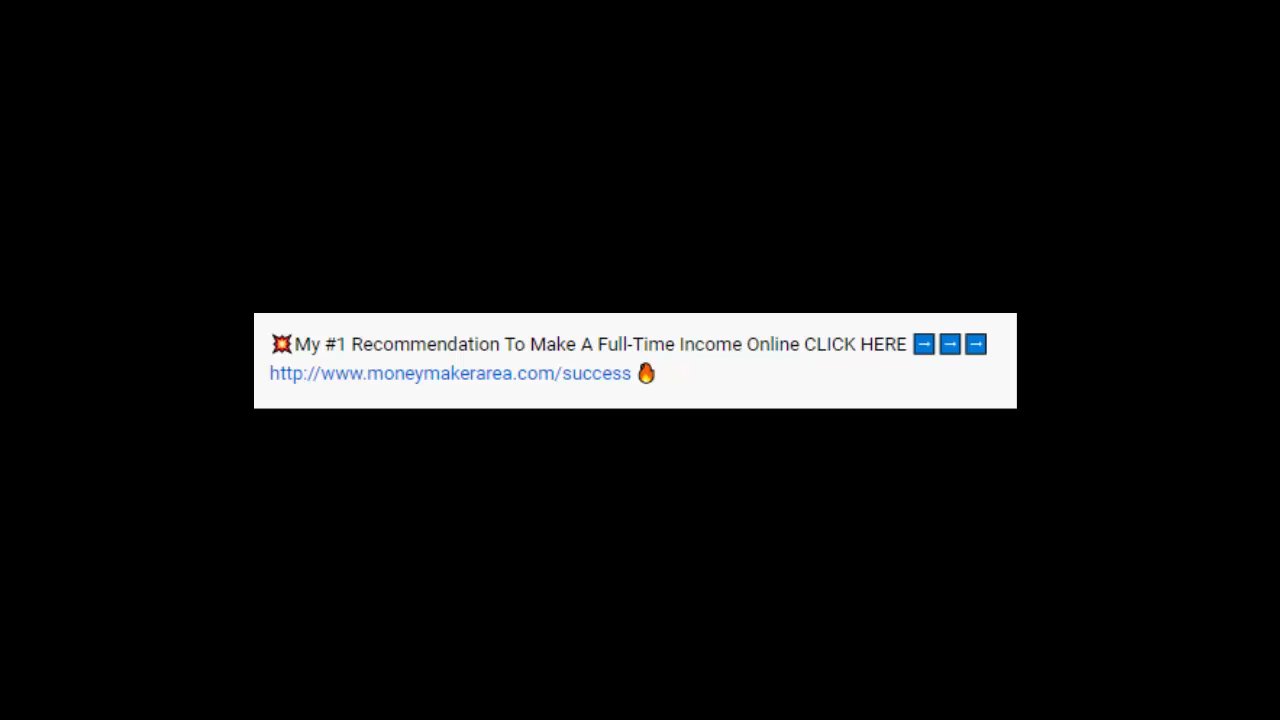 💥My #1 Recommendation To Make A Full-Time Income Online CLICK HERE ➡️➡️➡️
http://www.moneymakerarea.com/success 🔥